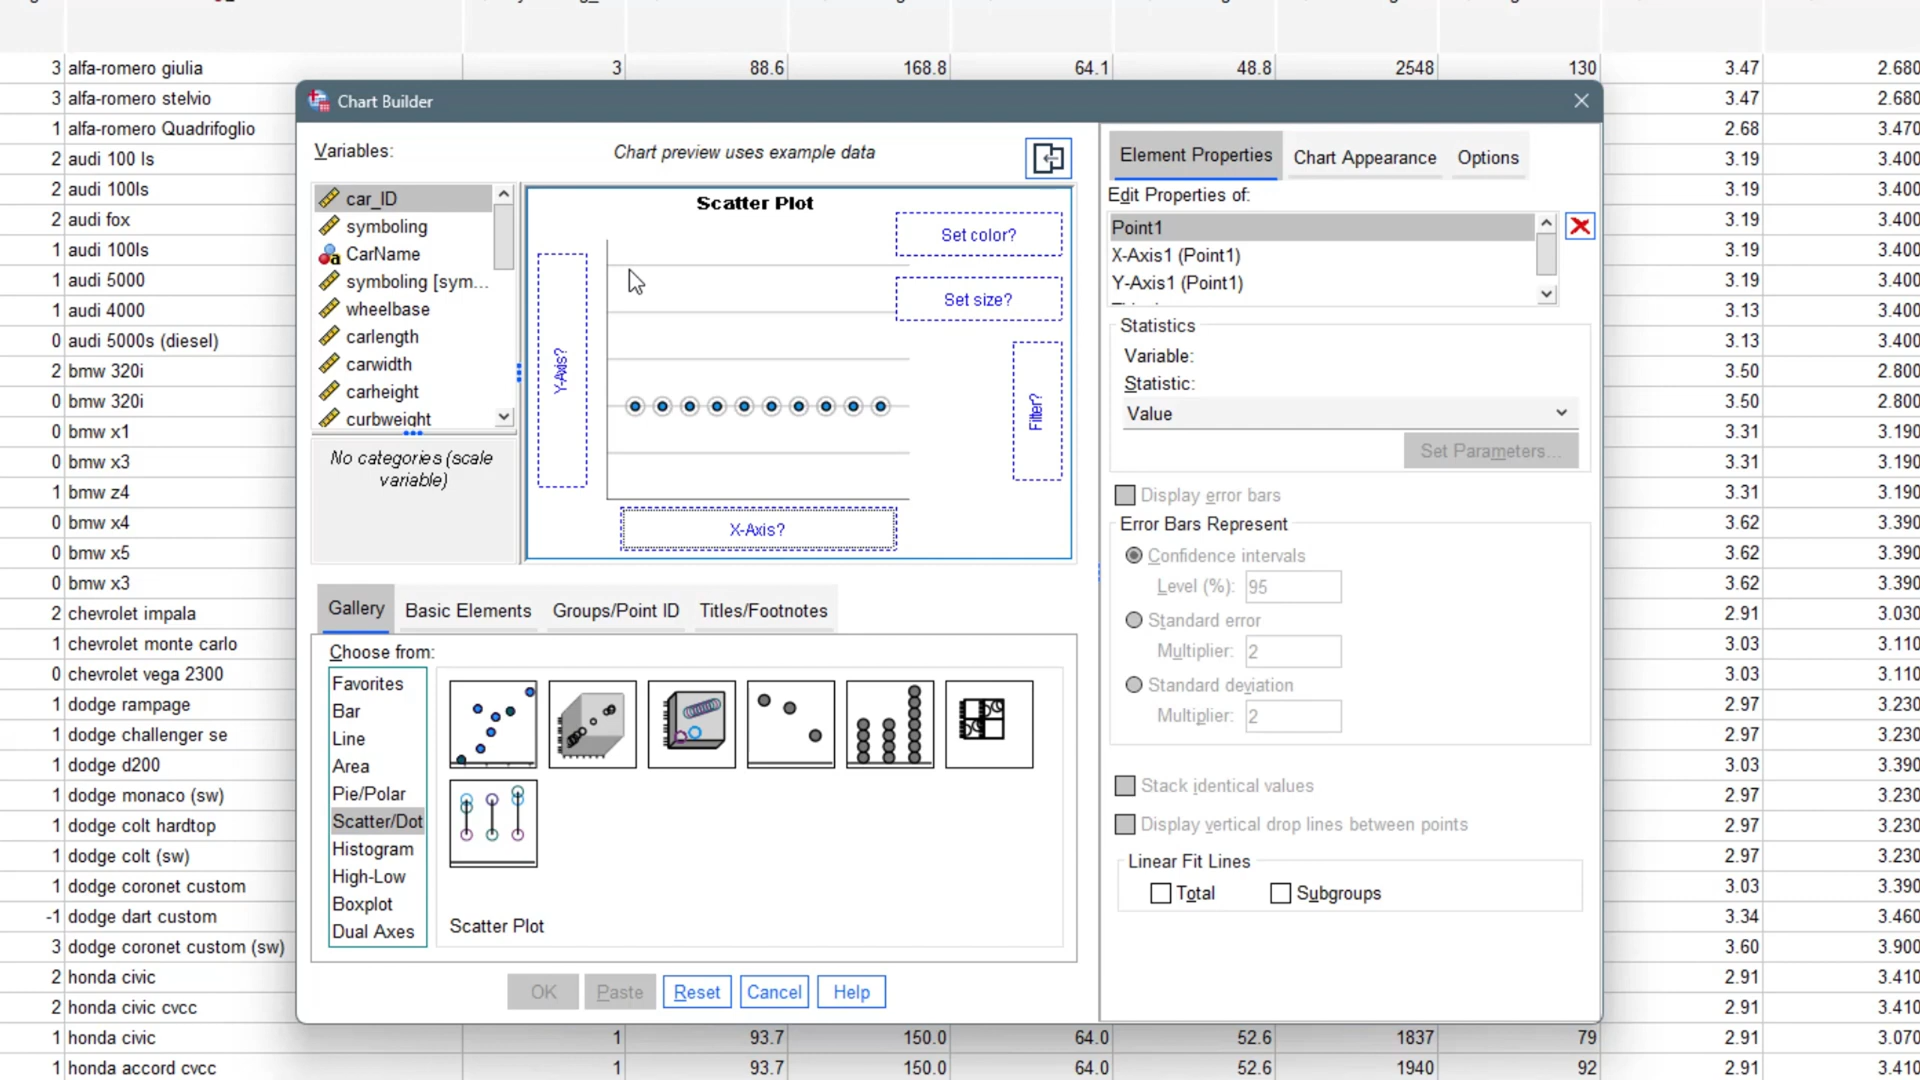 3 alfa-romero giulia 3 88.6 168.8 64.1 48.8 2548 130 3.47 2.680
3 alfa-romero stelvio 3.47 2.680
1 alfa-romero Quadrifoglio 2.68 3.470
2 audi 100 ls 3.19 3.400
2 audi 100ls 3.19 3.400
2 audi fox 3.19 3.400
1 audi 100ls 3.19 3.400
1 audi 5000 3.19 3.400
1 audi 4000 3.13 3.400
0 audi 5000s (diesel) 3.13 3.400
2 bmw 320i 3.50 2.800
0 bmw 320i 3.50 2.800
0 bmw x1 3.31 3.190
0 bmw x3 3.31 3.190
1 bmw z4 3.31 3.190
0 bmw x4 3.62 3.390
0 bmw x5 3.62 3.390
0 bmw x3 3.62 3.390
2 chevrolet impala 2.91 3.030
1 chevrolet monte carlo 3.03 3.110
0 chevrolet vega 2300 3.03 3.110
1 dodge rampage 2.97 3.230
1 dodge challenger se 2.97 3.230
1 dodge d200 3.03 3.390
1 dodge monaco (sw) 2.97 3.230
1 dodge colt hardtop 2.97 3.230
1 dodge colt (sw) 2.97 3.230
1 dodge coronet custom 3.03 3.390
-1 dodge dart custom 3.34 3.460
3 dodge coronet custom (sw) 3.60 3.900
2 honda civic 2.91 3.410
2 honda civic cvcc 2.91 3.410
1 honda civic 1 93.7 150.0 64.0 52.6 1837 79 2.91 3.070
1 honda accord cvcc 1 93.7 150.0 64.0 52.6 1940 92 2.91 3.410
Chart Builder
Variables:
Chart preview uses example data
car_ID
symboling
CarName
symboling [sym...
wheelbase
carlength
carwidth
carheight
curbweight
No categories (scale
variable)
Scatter Plot
Set color?
Set size?
Y-Axis?
Filter?
X-Axis?
Gallery
Basic Elements
Groups/Point ID
Titles/Footnotes
Choose from:
Favorites
Bar
Line
Area
Pie/Polar
Scatter/Dot
Histogram
High-Low
Boxplot
Dual Axes
Scatter Plot
OK
Paste
Reset
Cancel
Help
Element Properties
Chart Appearance
Options
Edit Properties of:
Point1
X-Axis1 (Point1)
Y-Axis1 (Point1)
Statistics
Variable:
Statistic:
Value
Set Parameters...
Display error bars
Error Bars Represent
Confidence intervals
Level (%): 95
Standard error
Multiplier: 2
Standard deviation
Multiplier: 2
Stack identical values
Display vertical drop lines between points
Linear Fit Lines
Total
Subgroups